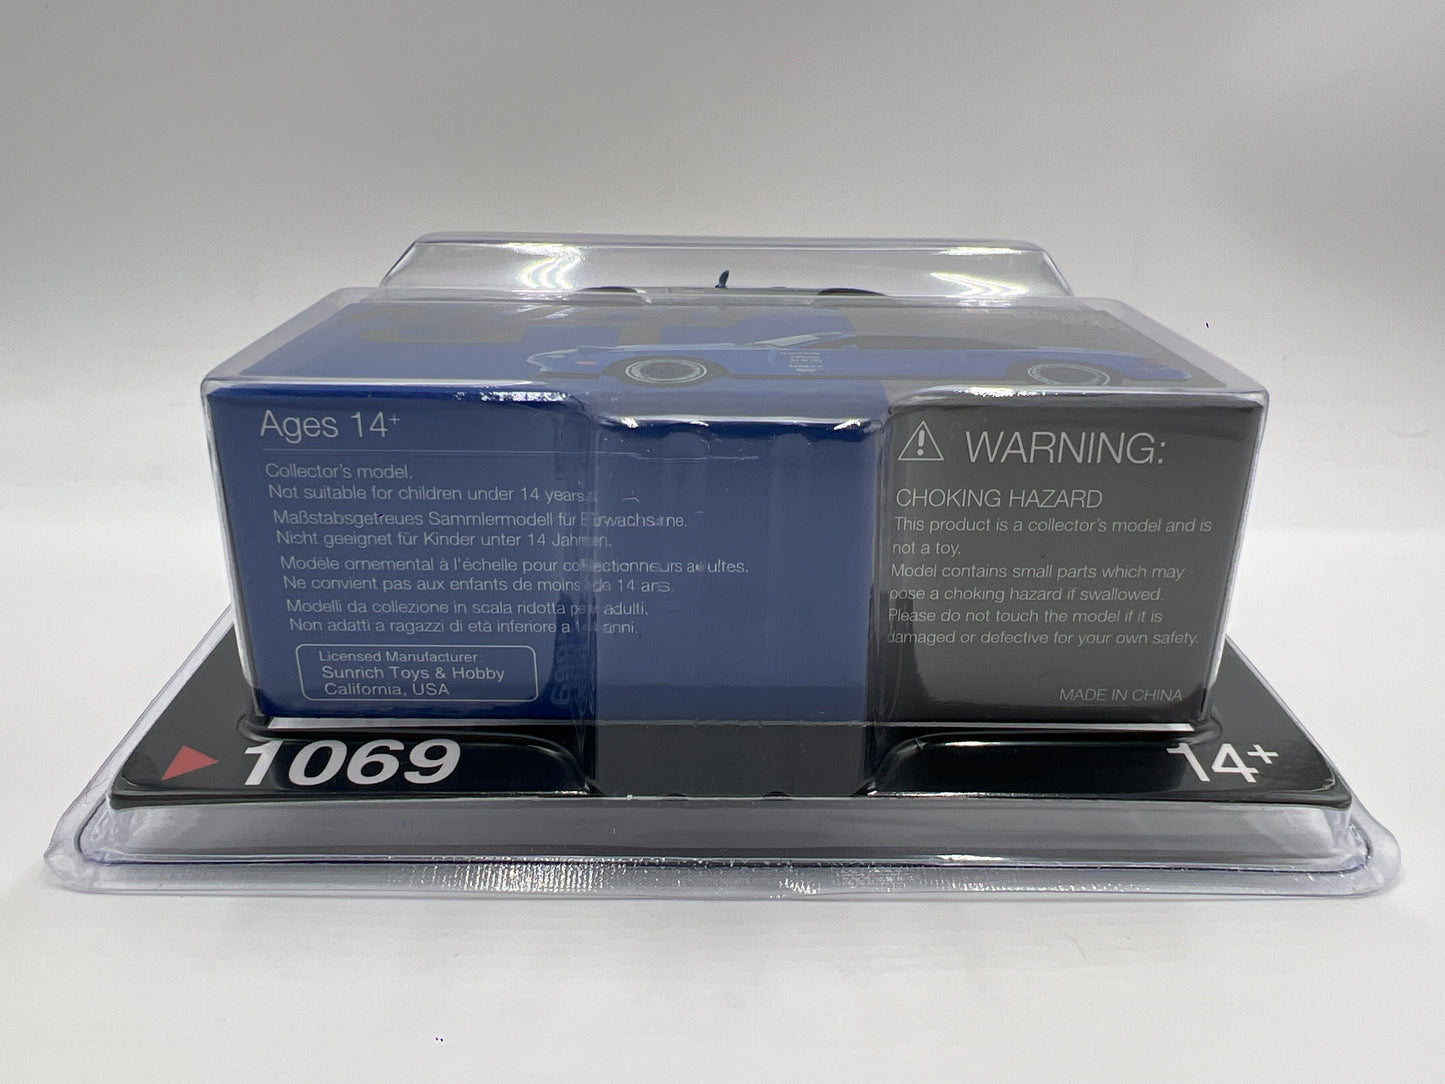 Ages 14+
Collector's model.
Not suitable for children under 14 years.
Maßstabsgetreues Sammlermodell für Erwachsene.
Nicht geeignet für Kinder unter 14 Jahren.
Modèle ornemental à l'échelle pour collectionneurs adultes.
Ne convient pas aux enfants de moins de 14 ans.
Modelli da collezione in scala ridotta per adulti.
Non adatti a ragazzi di età inferiore a 14 anni.
Licensed Manufacturer:
Sunrich Toys & Hobby
California, USA
WARNING:
CHOKING HAZARD
This product is a collector's model and is
not a toy.
Model contains small parts which may
pose a choking hazard if swallowed.
Please do not touch the model if it is
damaged or defective for your own safety.
MADE IN CHINA
1069
14+